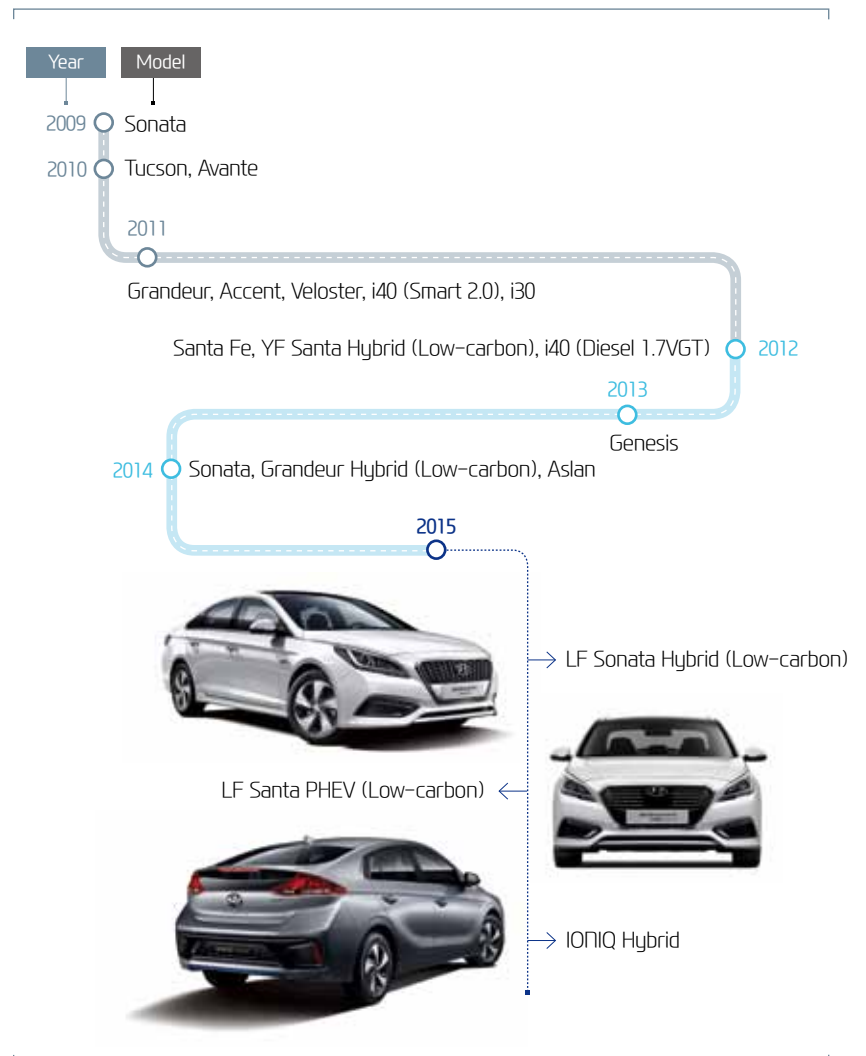 Year Model
2009 Sonata
2010 Tucson, Avante
2011
Grandeur, Accent, Veloster, i40 (Smart 2.0), i30
Santa Fe, YF Santa Hybrid (Low-carbon), i40 (Diesel 1.7VGT) 2012
2013
Genesis
2014 Sonata, Grandeur Hybrid (Low-carbon), Aslan
2015
LF Sonata Hybrid (Low-carbon)
LF Santa PHEV (Low-carbon)
IONIQ Hybrid